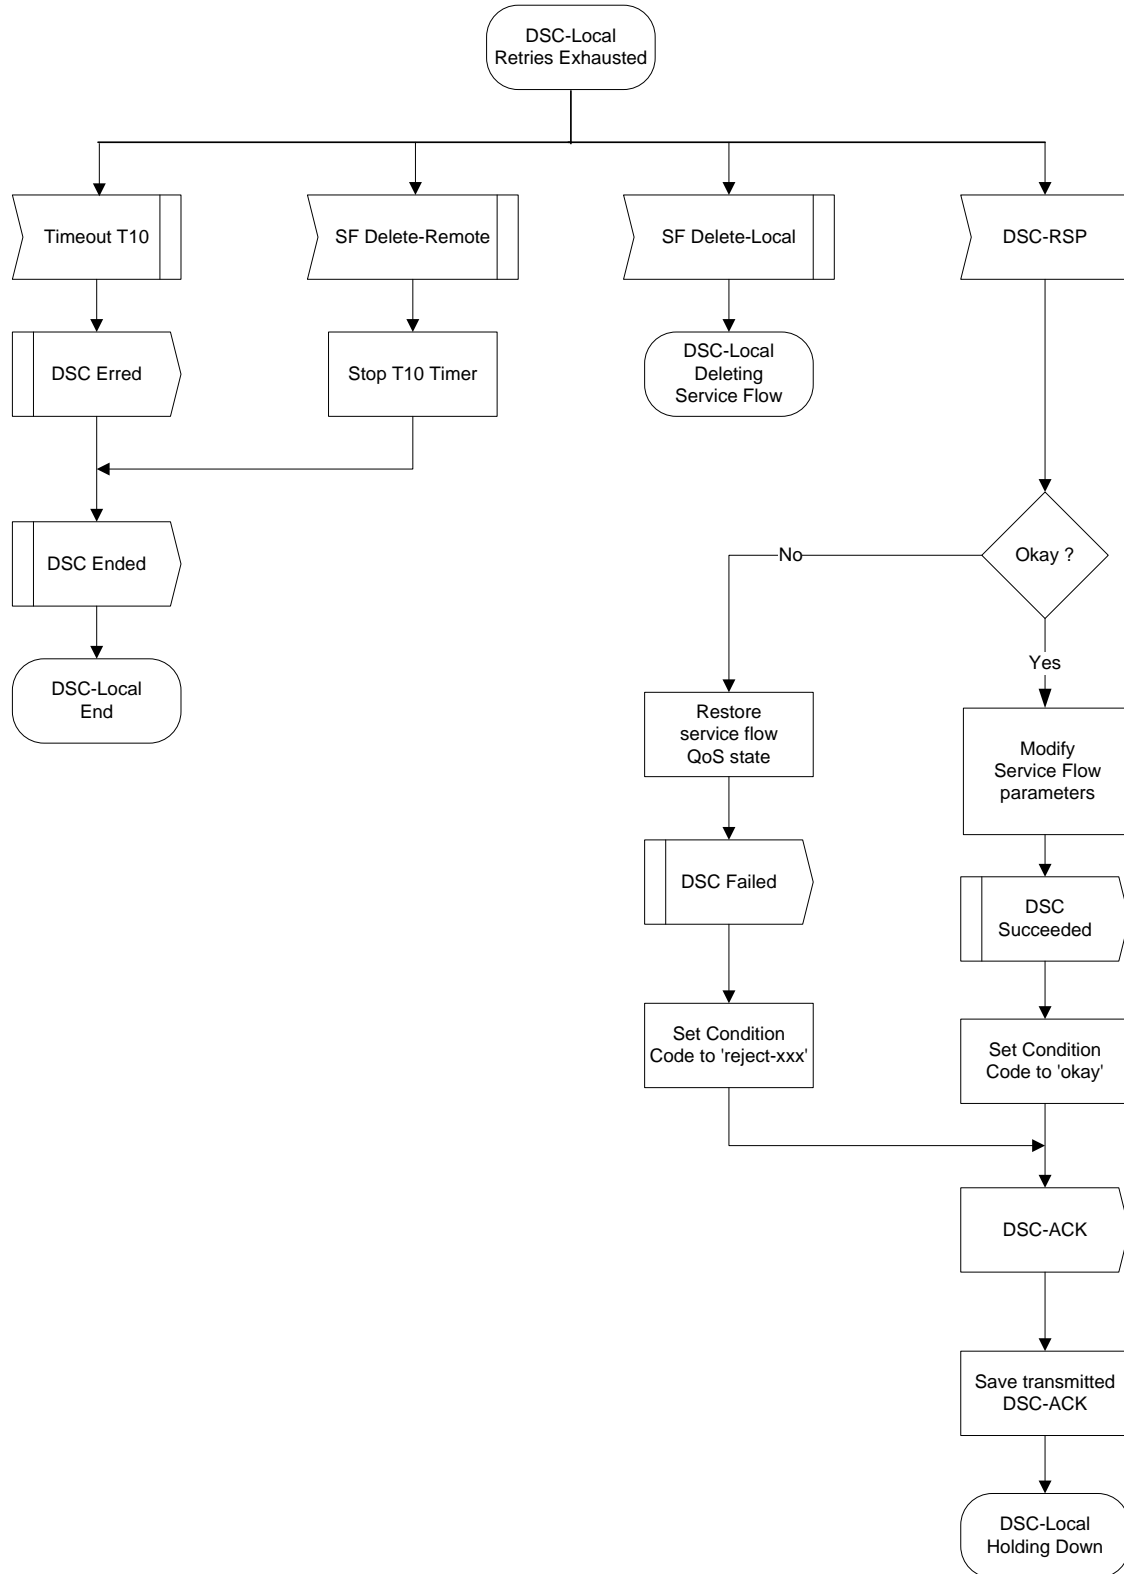 DSC-Local
Retries Exhausted
Timeout T10
SF Delete-Remote
SF Delete-Local
DSC-RSP
DSC Erred
Stop T10 Timer
DSC-Local
Deleting
Service Flow
DSC Ended
No
Okay ?
Yes
DSC-Local
End
Restore
service flow
QoS state
Modify
Service Flow
parameters
DSC Failed
DSC
Succeeded
Set Condition
Code to 'reject-xxx'
Set Condition
Code to 'okay'
DSC-ACK
Save transmitted
DSC-ACK
DSC-Local
Holding Down